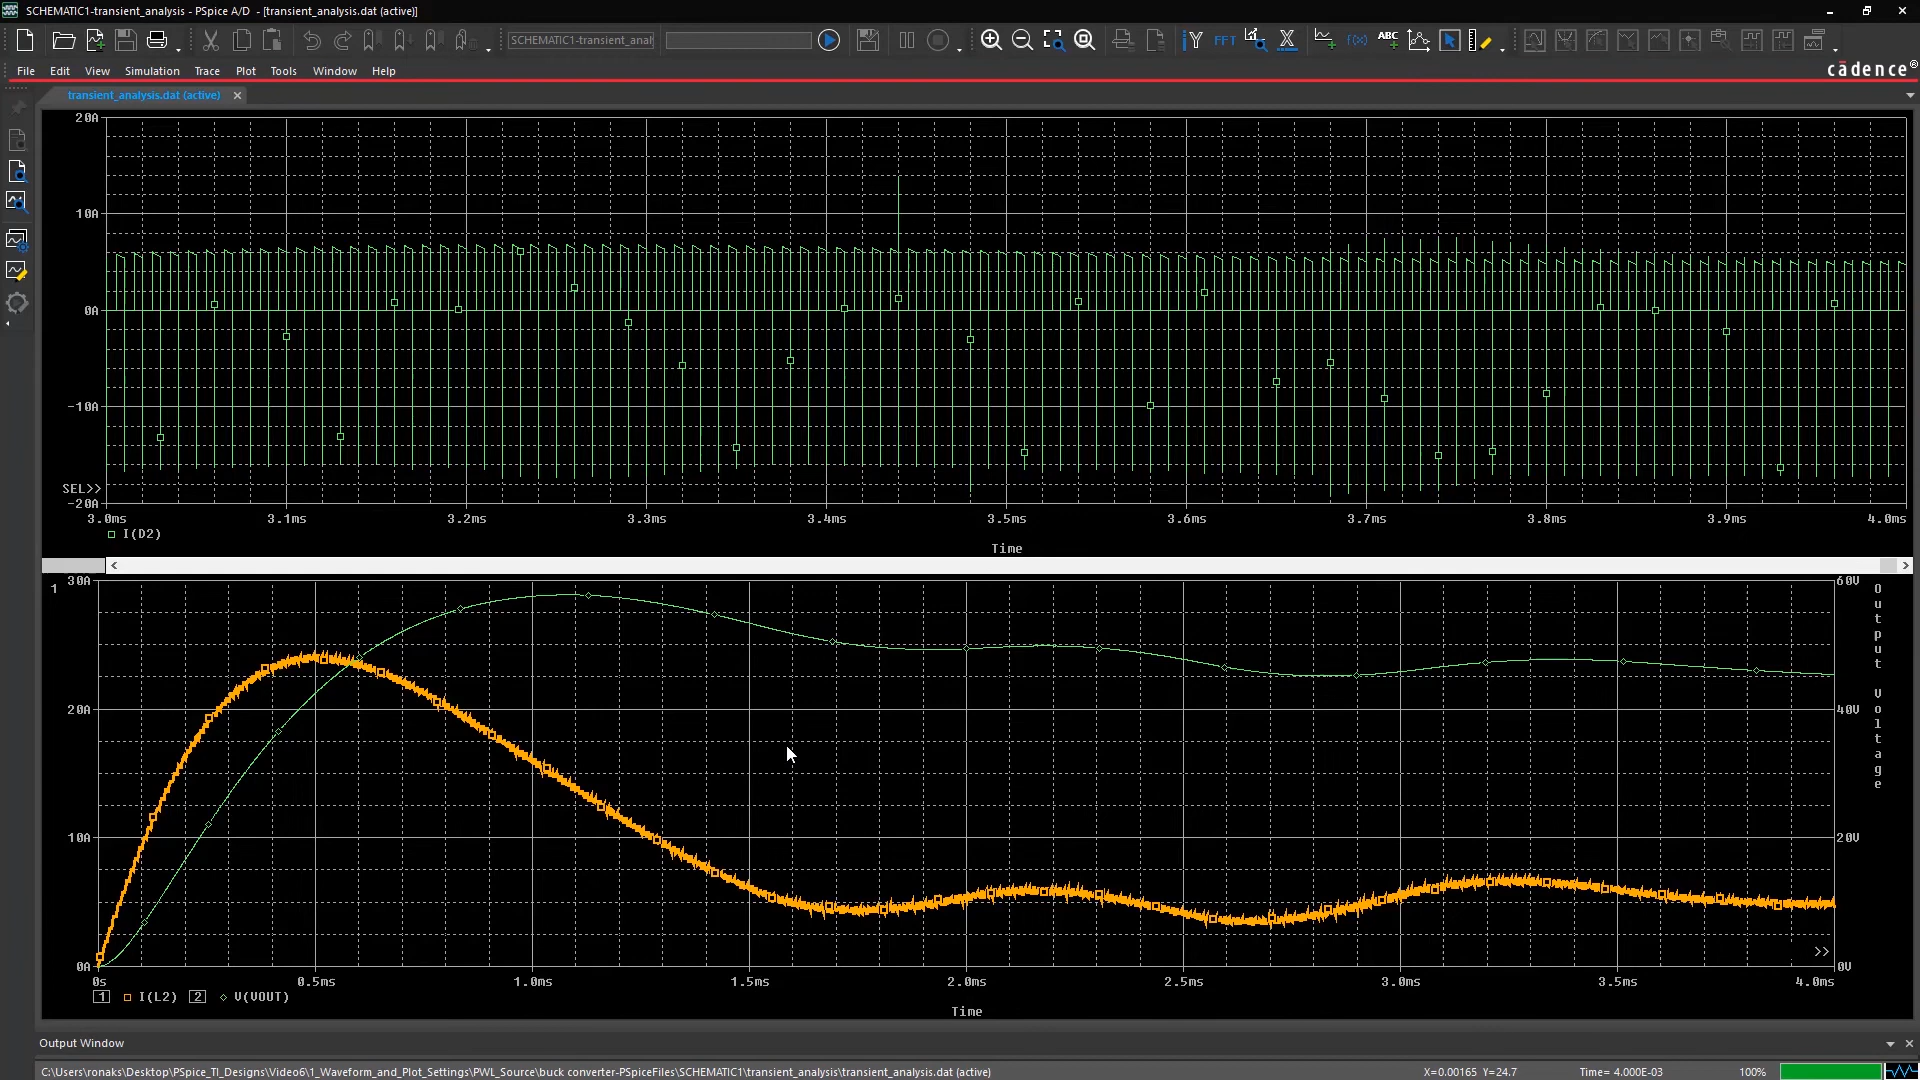 SCHEMATIC1-transient_analysis - PSpice A/D - [transient_analysis.dat (active)]
SCHEMATIC1-transient_anal
FFT
Y
X
f(x)
ABC
File Edit View Simulation Trace Plot Tools Window Help
cādence®
transient_analysis.dat (active)
20A
10A
0A
-10A
SEL>>
-20A
3.0ms 3.1ms 3.2ms 3.3ms 3.4ms 3.5ms 3.6ms 3.7ms 3.8ms 3.9ms 4.0ms
I(D2)
Time
1
30A
20A
10A
0A
60V
40V
20V
0V
Output Voltage
>>
0s 0.5ms 1.0ms 1.5ms 2.0ms 2.5ms 3.0ms 3.5ms 4.0ms
1 I(L2) 2 V(VOUT)
Time
Output Window
C:\Users\ronaks\Desktop\PSpice_TI_Designs\Video6\1_Waveform_and_Plot_Settings\PWL_Source\buck converter-PSpiceFiles\SCHEMATIC1\transient_analysis\transient_analysis.dat (active)
X=0.00165 Y=24.7
Time= 4.000E-03
100%